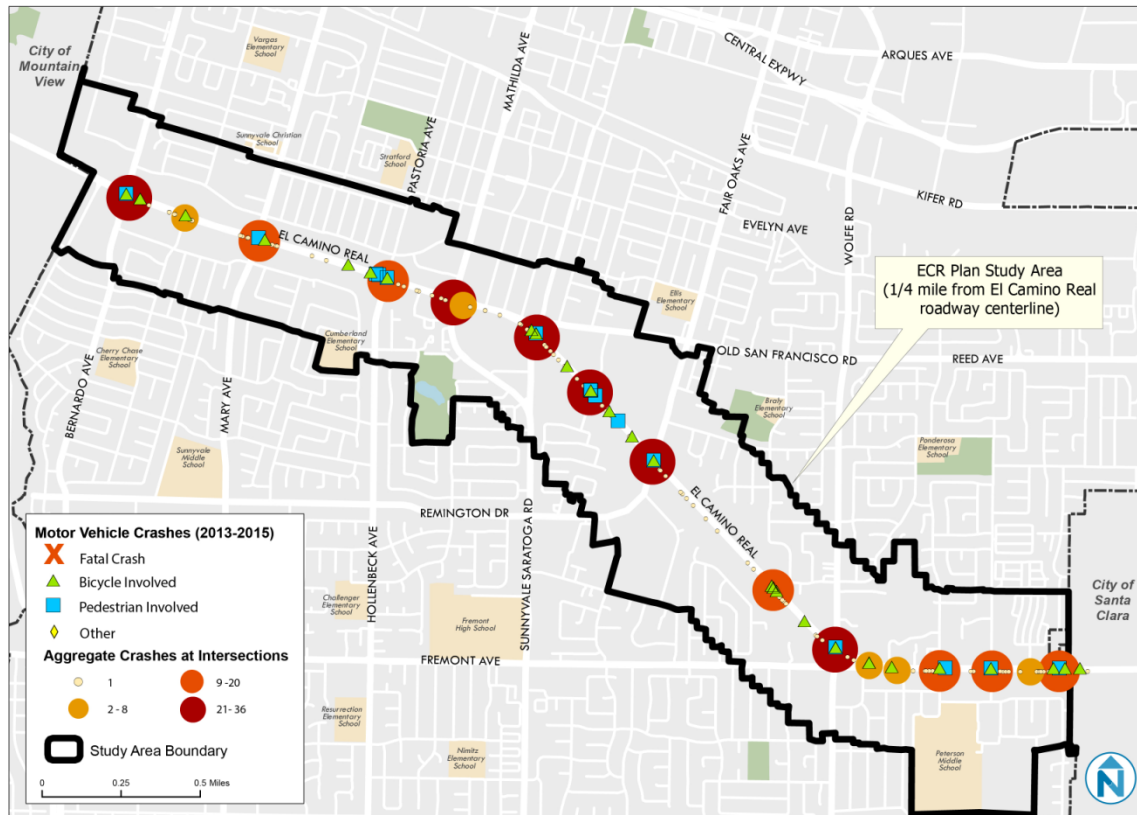 City of
Mountain
View
Vargas
Elementary
School
CENTRAL EXPWY
ARQUES AVE
MATHILDA AVE
Sunnyvale Christian
School
Stratford
School
PASTORIA AVE
FAIR OAKS AVE
KIFER RD
EVELYN AVE
WOLFE RD
EL CAMINO REAL
ECR Plan Study Area
(1/4 mile from El Camino Real
roadway centerline)
Ellis
Elementary
School
Cumberland
Elementary
School
Cherry Chase
Elementary
School
OLD SAN FRANCISCO RD
REED AVE
BERNARDO AVE
MARY AVE
Braly
Elementary
School
Ponderosa
Elementary
School
Sunnyvale
Middle
School
EL CAMINO REAL
REMINGTON DR
HOLLENBECK AVE
SUNNYVALE SARATOGA RD
City of
Santa
Clara
Challenger
Elementary
School
Fremont
High School
FREMONT AVE
Resurrection
Elementary
School
Nimitz
Elementary
School
Peterson
Middle
School
Motor Vehicle Crashes (2013-2015)
X Fatal Crash
Bicycle Involved
Pedestrian Involved
Other
Aggregate Crashes at Intersections
1
9 -20
2 - 8
21- 36
Study Area Boundary
0 0.25 0.5 Miles
N